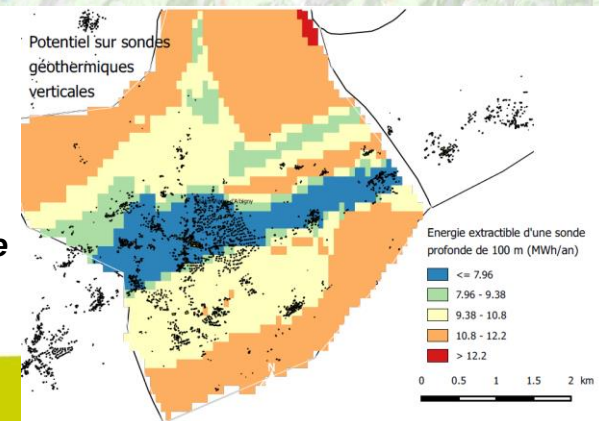 Potentiel sur sondes
géothermiques
verticales
e
Energie extractible d'une sonde
profonde de 100 m (MWh/an)
<= 7.96
7.96 - 9.38
9.38 - 10.8
10.8 - 12.2
> 12.2
0 0.5 1 1.5 2 km